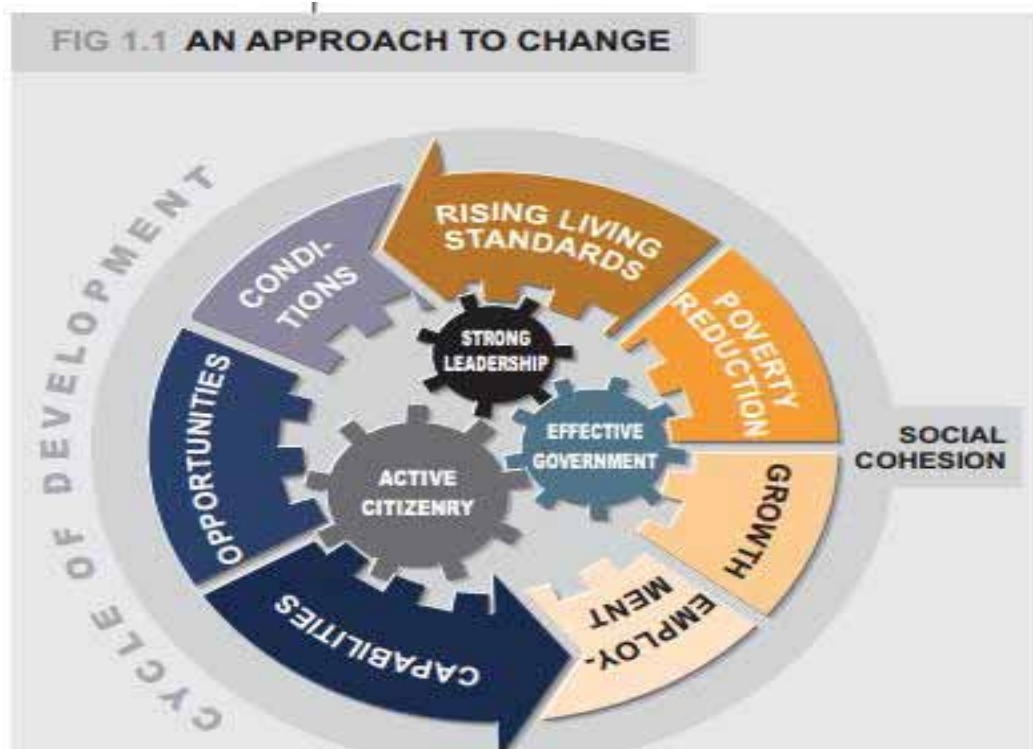 FIG 1.1 AN APPROACH TO CHANGE
CYCLE OF DEVELOPMENT
CONDI-
TIONS
RISING LIVING
STANDARDS
POVERTY
REDUCTION
STRONG
LEADERSHIP
EFFECTIVE
GOVERNMENT
ACTIVE
CITIZENRY
SOCIAL
COHESION
GROWTH
EMPLOY-
MENT
CAPABILITIES
OPPORTUNITIES